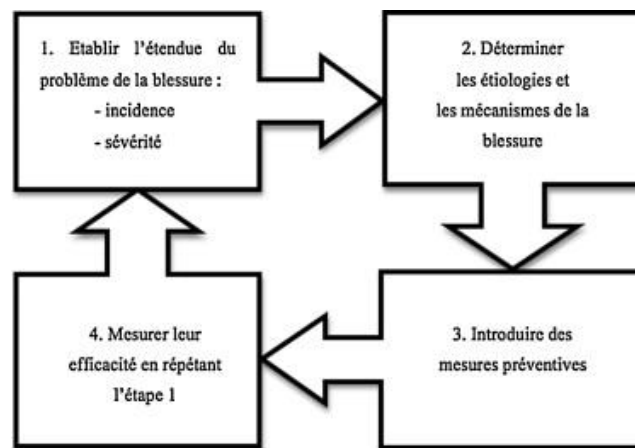 1. Etablir l'étendue du
problème de la blessure :
- incidence
- sévérité
2. Déterminer
les étiologies et
les mécanismes de la
blessure
3. Introduire des
mesures préventives
4. Mesurer leur
efficacité en répétant
l'étape 1